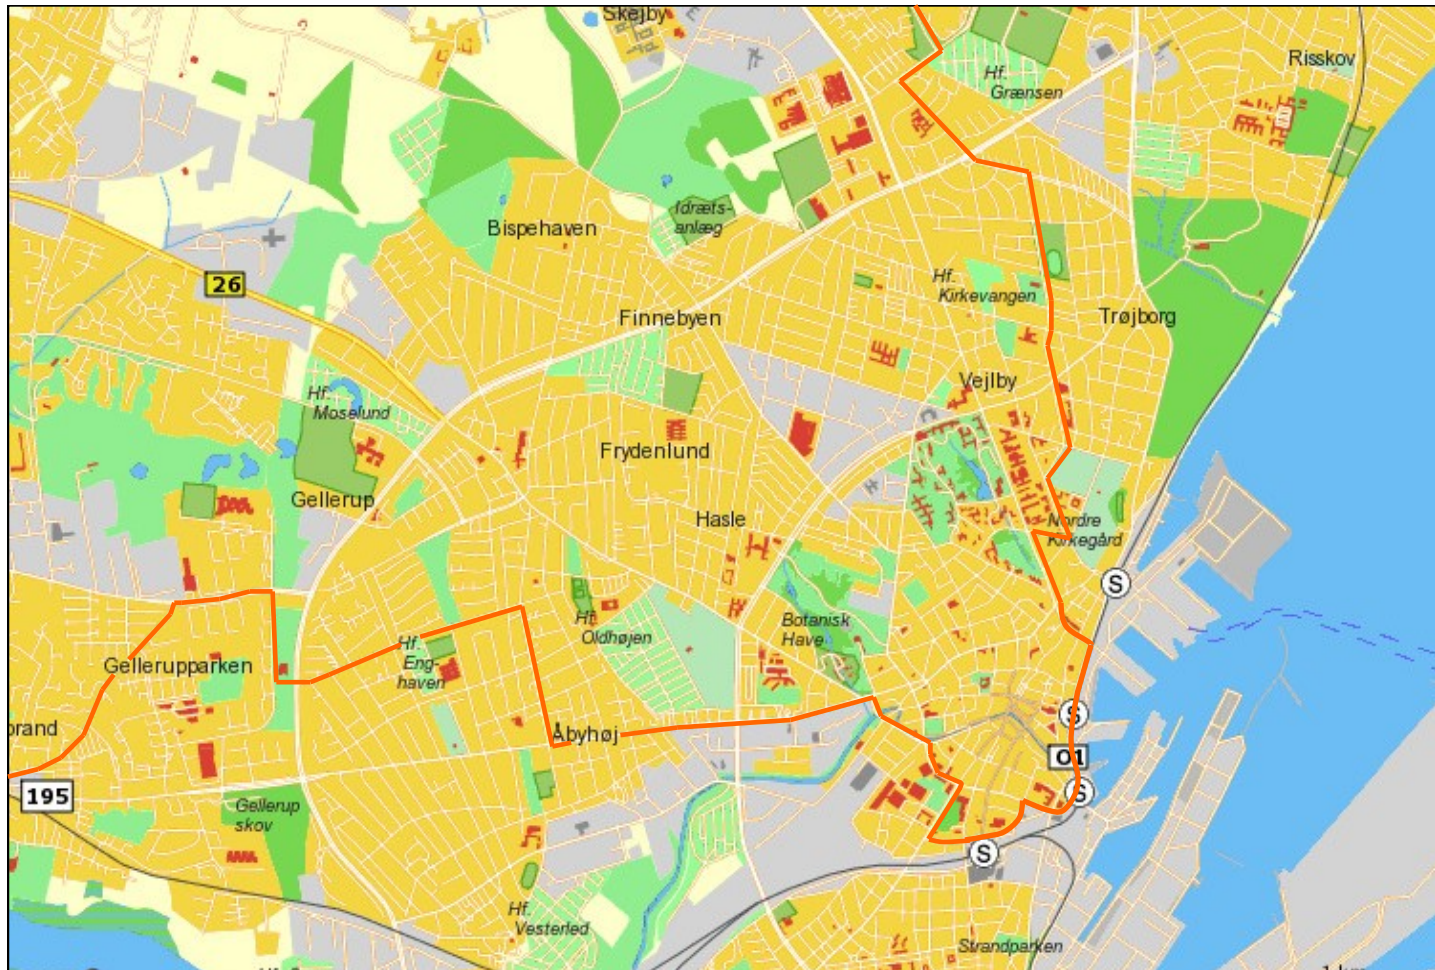 Skejby
Risskov
Hf.
Grænsen
Idræts-
anlæg
Bispehaven
26
Hf.
Kirkevangen
Finnebyen
Trøjborg
Vejlby
Hf.
Moselund
Frydenlund
Gellerup
Hasle
Nordre
Kirkegård
S
Botanisk
Have
Hf.
Oldhøjen
Hf.
Eng-
haven
Gellerupparken
brand
Åbyhøj
S
O1
195
S
Gellerup
skov
S
Hf.
Vesterled
Strandparken